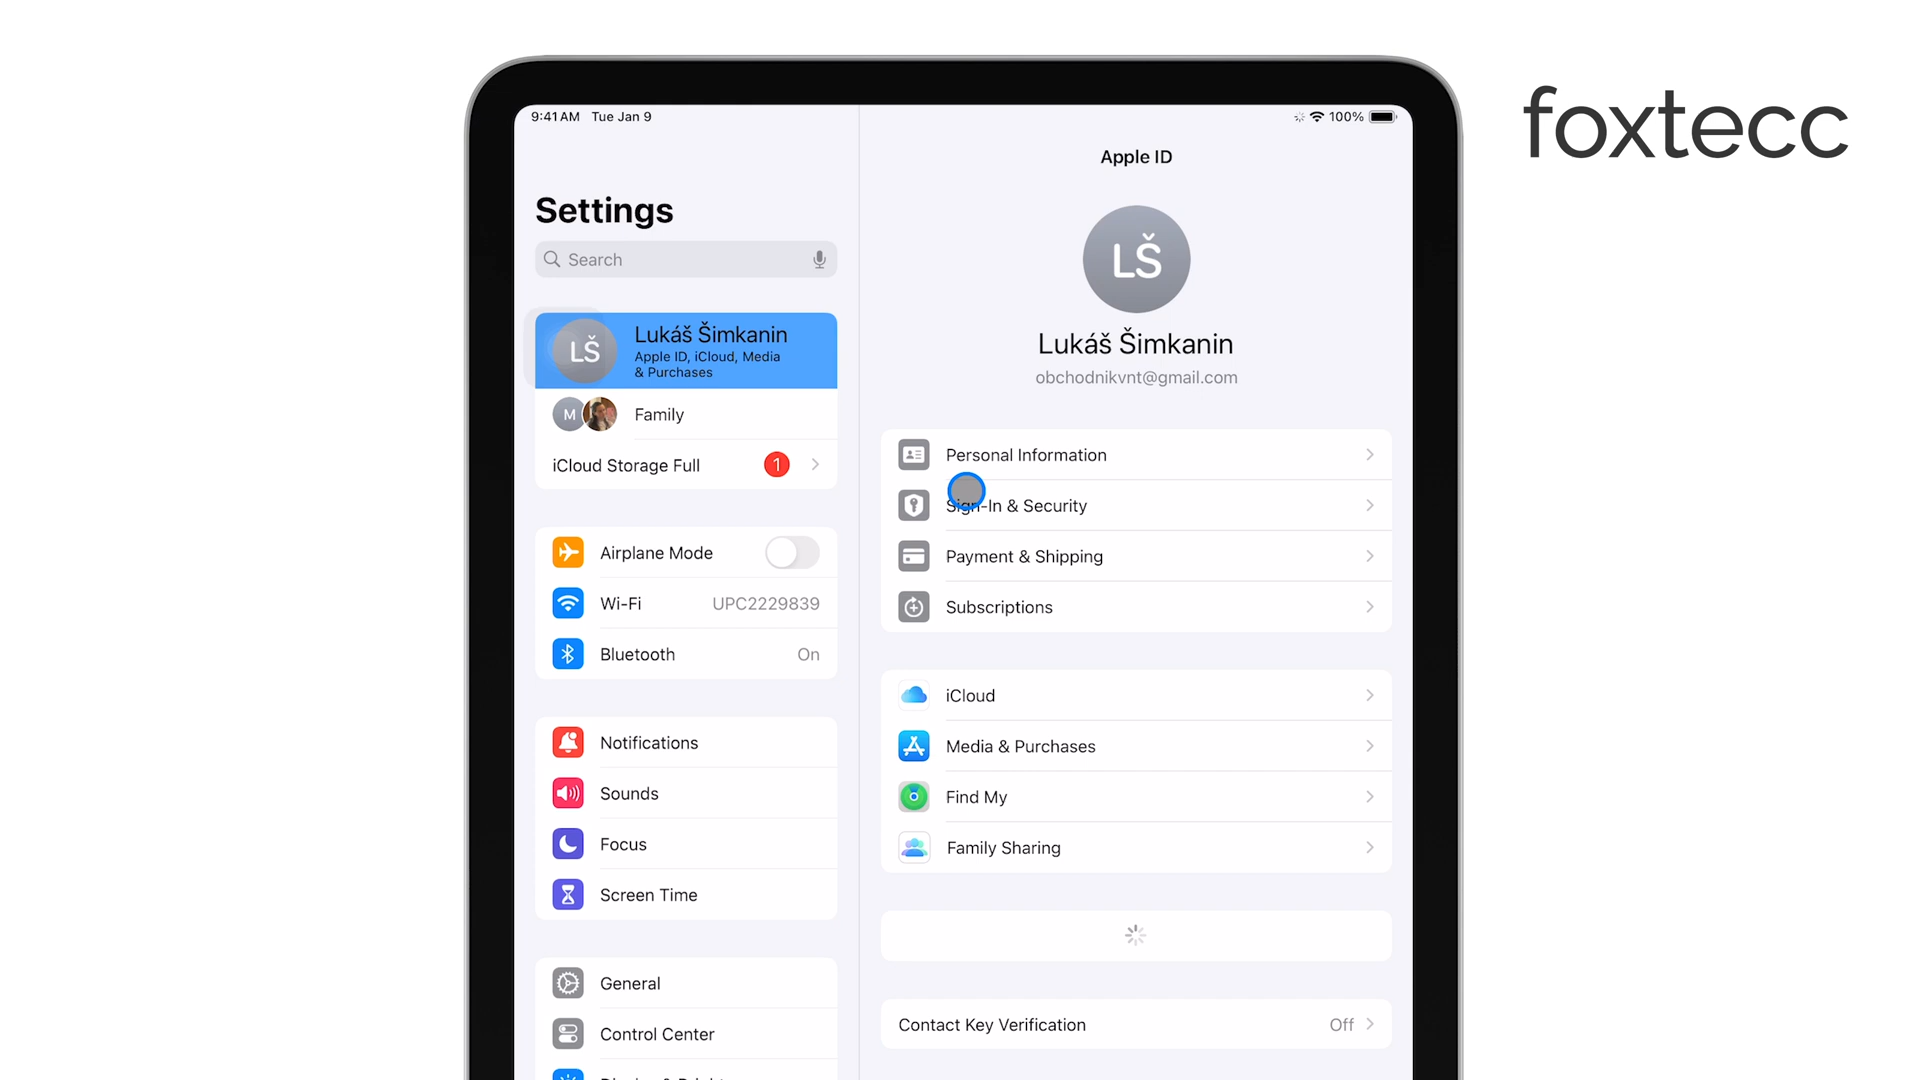 foxtecc
9:41 AM Tue Jan 9
100%
Settings
Search
LŠ
Lukáš Šimkanin
Apple ID, iCloud, Media
& Purchases
M
Family
iCloud Storage Full 1
Airplane Mode
Wi-Fi UPC2229839
Bluetooth On
Notifications
Sounds
Focus
Screen Time
General
Control Center
Apple ID
LŠ
Lukáš Šimkanin
obchodnikvnt@gmail.com
Personal Information
Sign-In & Security
Payment & Shipping
Subscriptions
iCloud
Media & Purchases
Find My
Family Sharing
Contact Key Verification Off